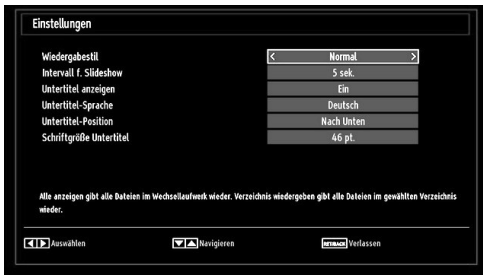 Einstellungen
Wiedergabestil < Normal >
Intervall f. Slideshow 5 sek.
Untertitel anzeigen Ein
Untertitel-Sprache Deutsch
Untertitel-Position Nach Unten
Schriftgröße Untertitel 46 pt.
Alle anzeigen gibt alle Dateien im Wechsellaufwerk wieder. Verzeichnis wiedergeben gibt alle Dateien im gewählten Verzeichnis
wieder.
Auswählen Navigieren RET/BACK Verlassen